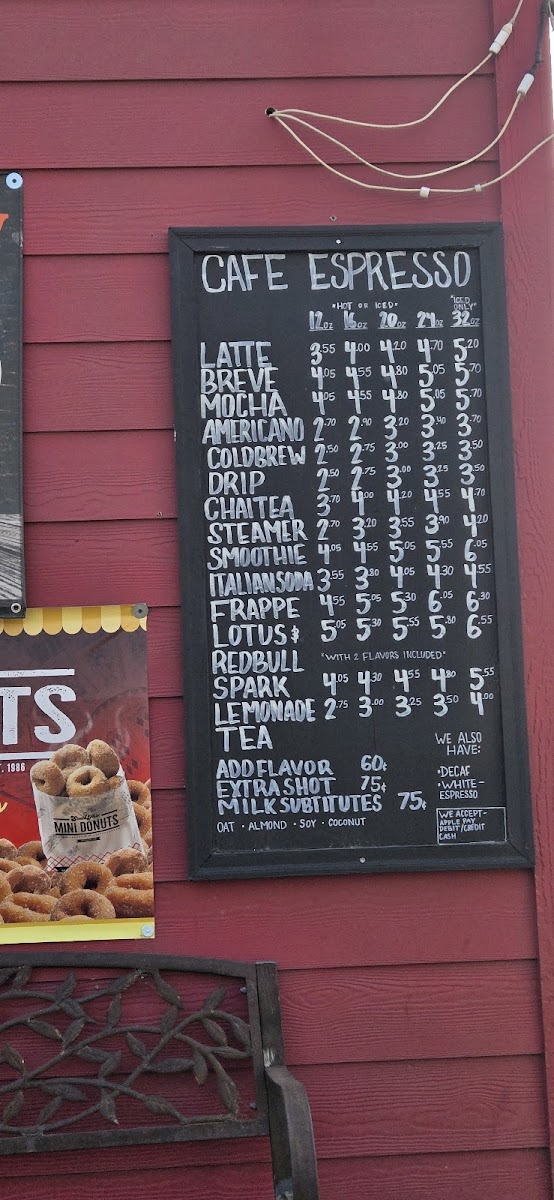 CAFE ESPRESSO
"HOT OR ICED" "ICED ONLY"
12oz 16oz 20oz 24oz 32oz
LATTE 3.55 4.00 4.20 4.70 5.20
BREVE 4.05 4.55 4.80 5.05 5.70
MOCHA 4.05 4.55 4.80 5.05 5.70
AMERICANO 2.70 2.90 3.20 3.40 3.70
COLDBREW 2.50 2.75 3.00 3.25 3.50
DRIP 2.50 2.75 3.00 3.25 3.50
CHAI TEA 3.70 4.00 4.20 4.55 4.70
STEAMER 2.70 3.20 3.55 3.90 4.20
SMOOTHIE 4.05 4.55 5.05 5.55 6.05
ITALIAN SODA 3.55 3.80 4.05 4.30 4.55
FRAPPE 4.55 5.05 5.30 6.05 6.30
LOTUS & 5.05 5.30 5.55 5.80 6.55
REDBULL "WITH 2 FLAVORS INCLUDED"
SPARK 4.05 4.30 4.55 4.80 5.55
LEMONADE 2.75 3.00 3.25 3.50 4.00
TEA
ADD FLAVOR 60¢
EXTRA SHOT 75¢
MILK SUBTITUTES 75¢
OAT · ALMOND · SOY · COCONUT
WE ALSO
HAVE:
·DECAF
·WHITE-
ESPRESSO
WE ACCEPT-
APPLE PAY
DEBIT/CREDIT
CASH
TS
. 1986
MINI DONUTS